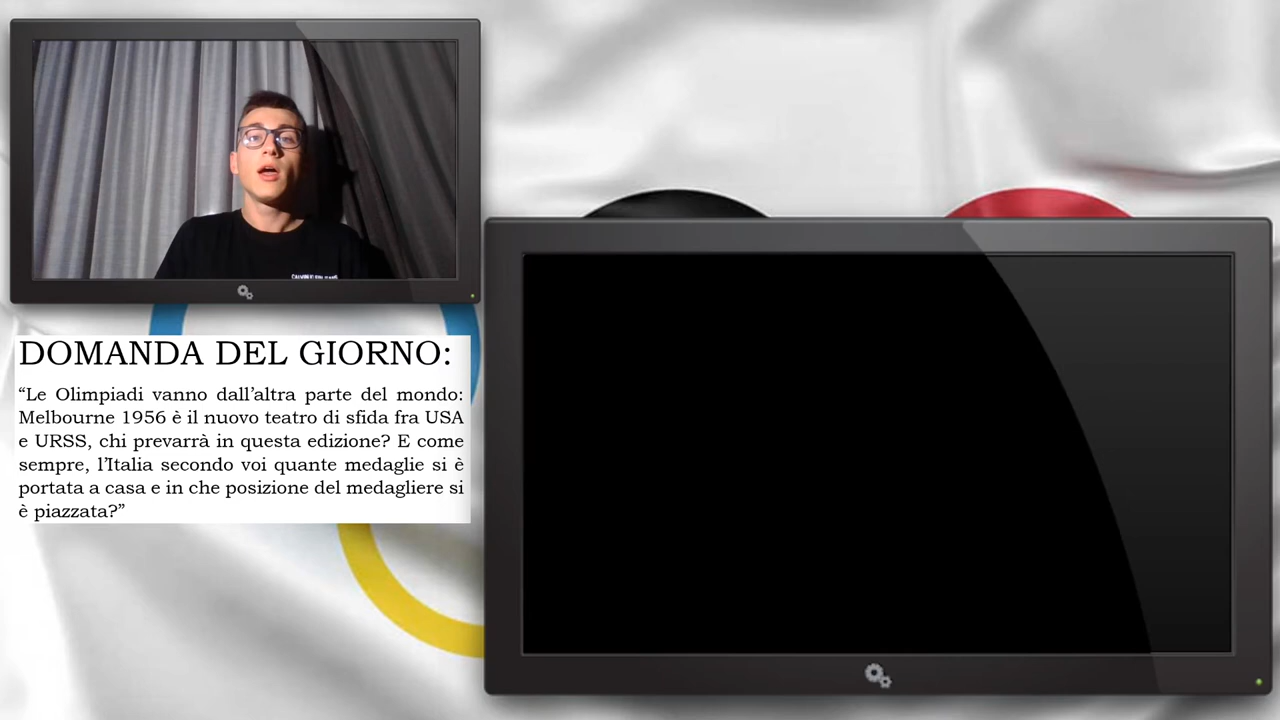 DOMANDA DEL GIORNO:
“Le Olimpiadi vanno dall’altra parte del mondo:
Melbourne 1956 è il nuovo teatro di sfida fra USA
e URSS, chi prevarrà in questa edizione? E come
sempre, l’Italia secondo voi quante medaglie si è
portata a casa e in che posizione del medagliere si
è piazzata?”